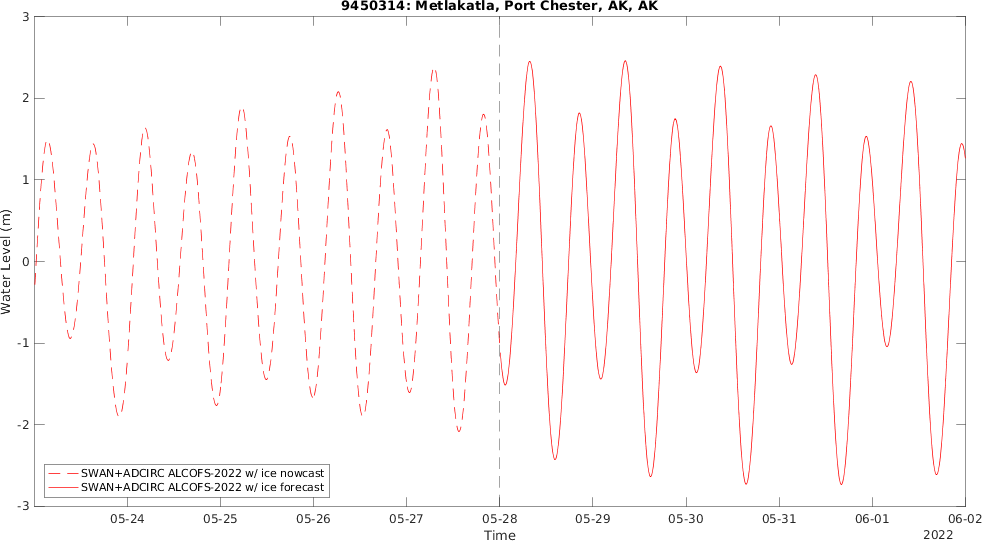 9450314: Metlakatla, Port Chester, AK, AK
3
2
1
0
-1
-2
-3
Water Level (m)
SWAN+ADCIRC ALCOFS-2022 w/ ice nowcast
SWAN+ADCIRC ALCOFS-2022 w/ ice forecast
05-24 05-25 05-26 05-27 05-28 05-29 05-30 05-31 06-01 06-02
Time
2022